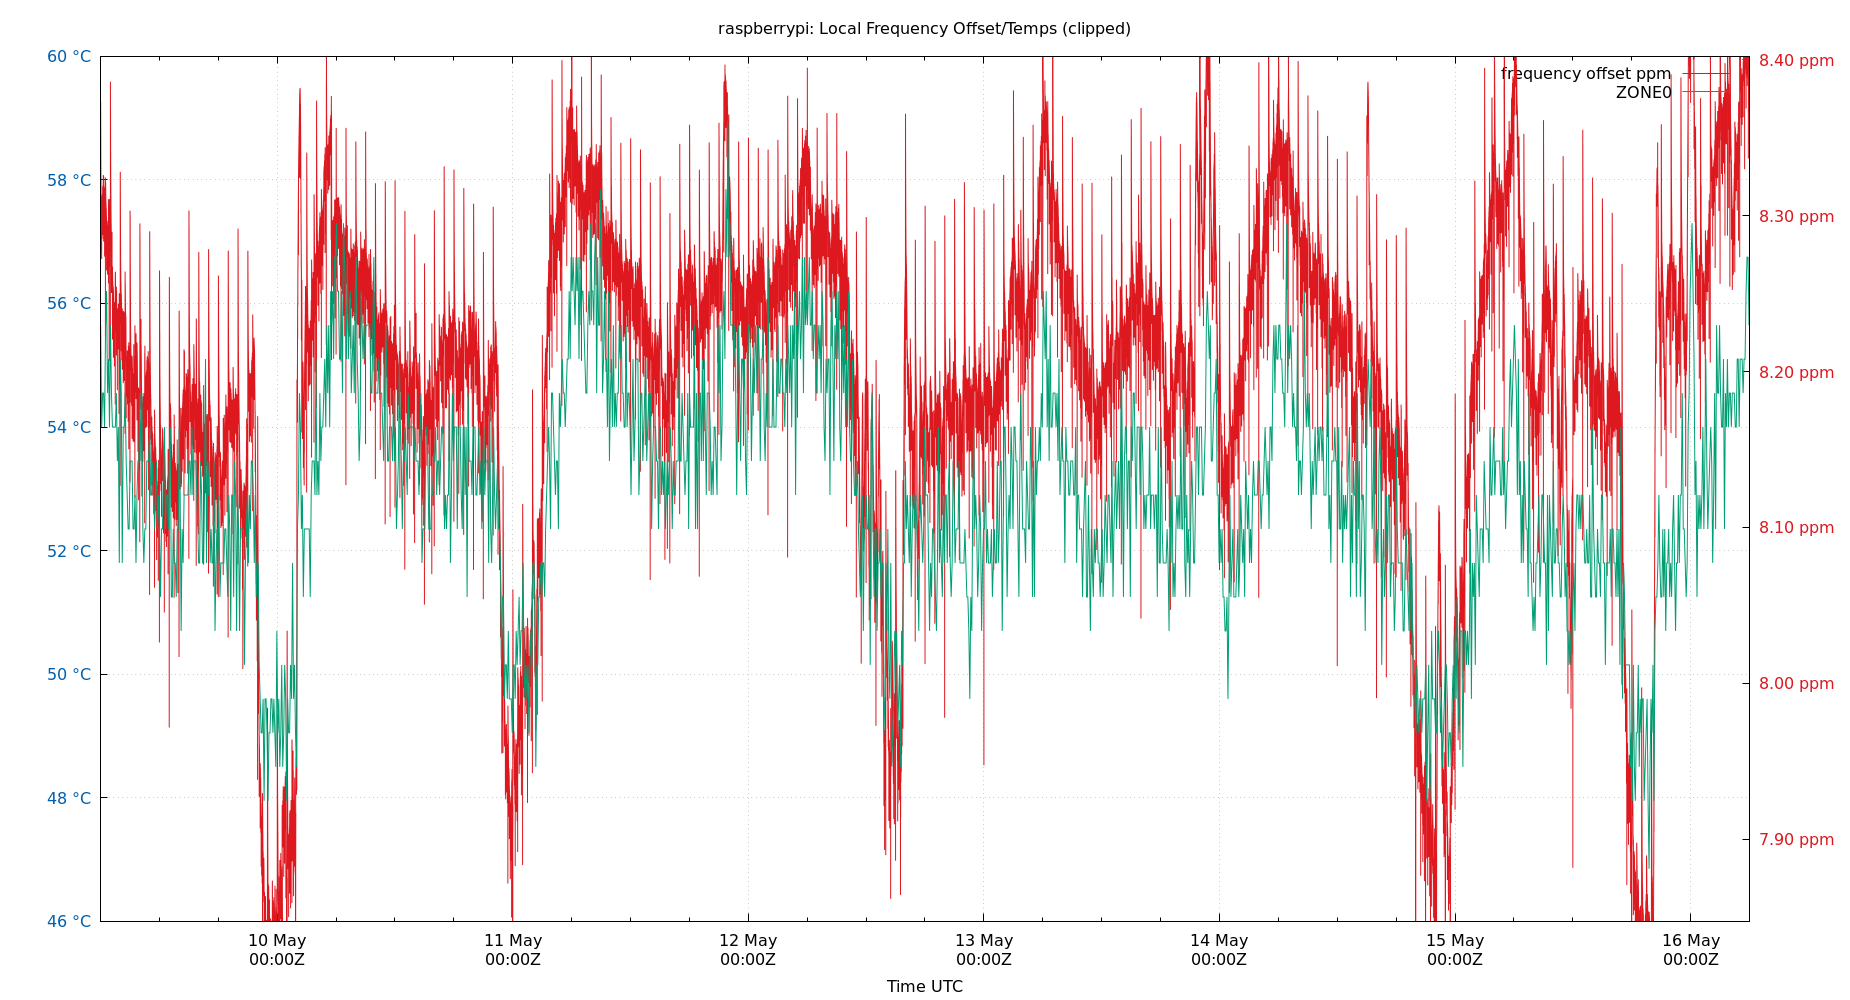 raspberrypi: Local Frequency Offset/Temps (clipped)
60 °C
58 °C
56 °C
54 °C
52 °C
50 °C
48 °C
46 °C
8.40 ppm
8.30 ppm
8.20 ppm
8.10 ppm
8.00 ppm
7.90 ppm
frequency offset ppm
ZONE0
10 May
00:00Z
11 May
00:00Z
12 May
00:00Z
13 May
00:00Z
14 May
00:00Z
15 May
00:00Z
16 May
00:00Z
Time UTC